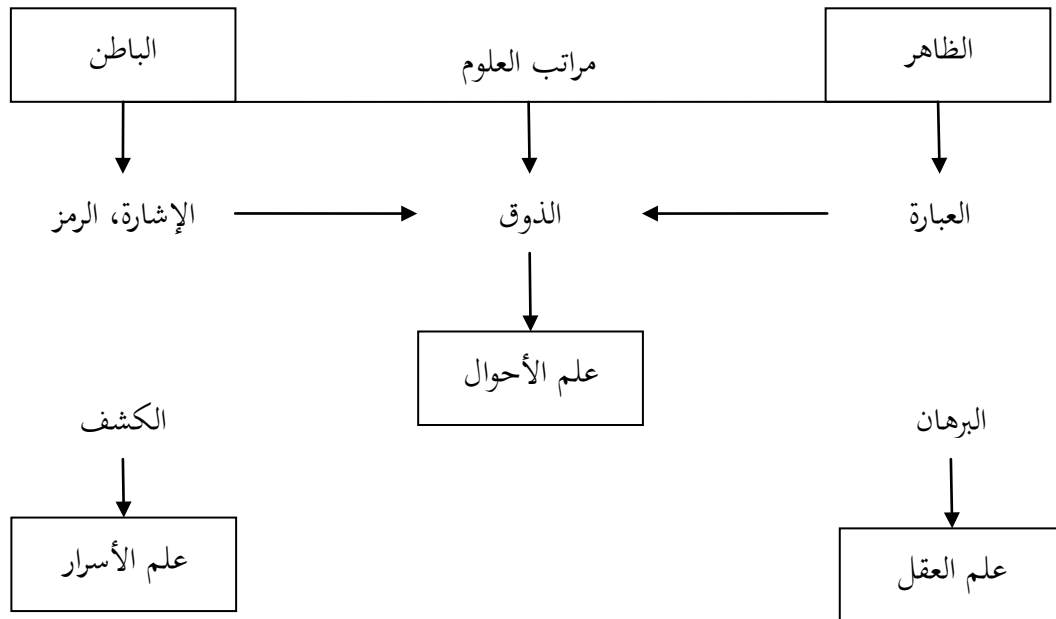 الظاهر
مراتب العلوم
الباطن
العبارة
الذوق
الإشارة، الرمز
علم الأحوال
البرهان
الكشف
علم العقل
علم الأسرار